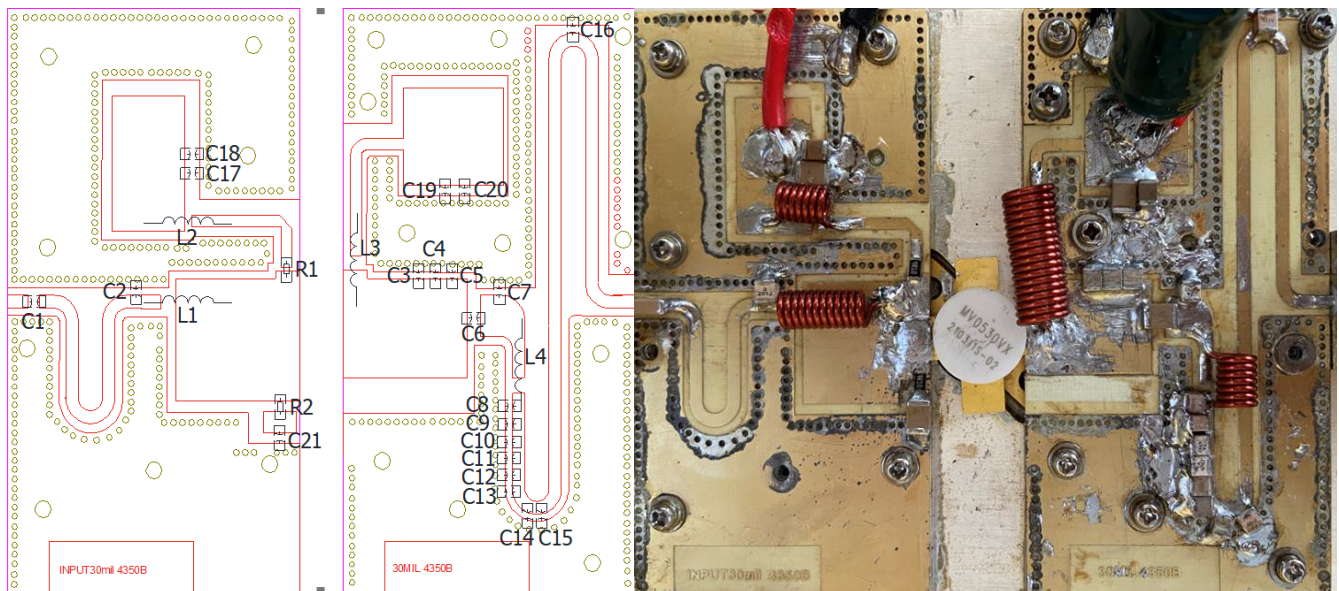 C16
C18
C17
C19
C20
L2
L3
C4
R1
C3
C5
C2
C7
C1
L1
C6
L4
R2
C8
C9
C21
C10
C11
C12
C13
C14 C15
INPUT30mil 4350B
30MIL 4350B
MV0530VX
INPUT30mil 4350B
30MIL 4350B